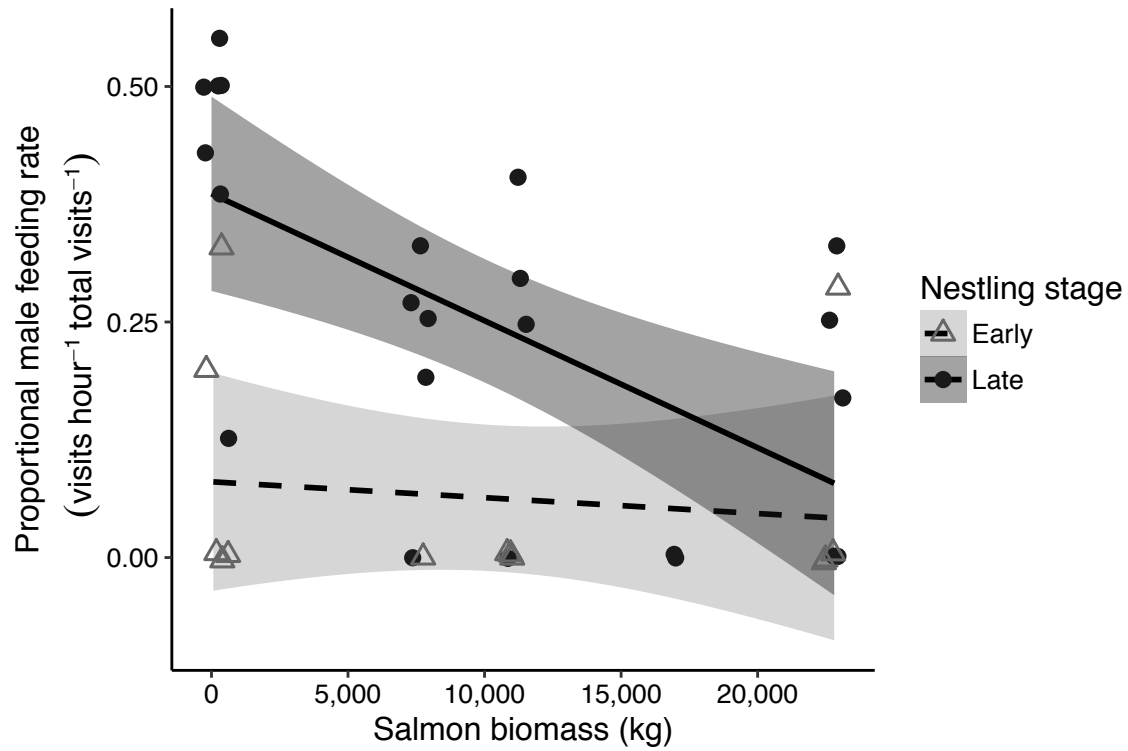 Proportional male feeding rate
(visits hour⁻¹ total visits⁻¹)
0.50
0.25
0.00
0 5,000 10,000 15,000 20,000
Salmon biomass (kg)
Nestling stage
Early
Late